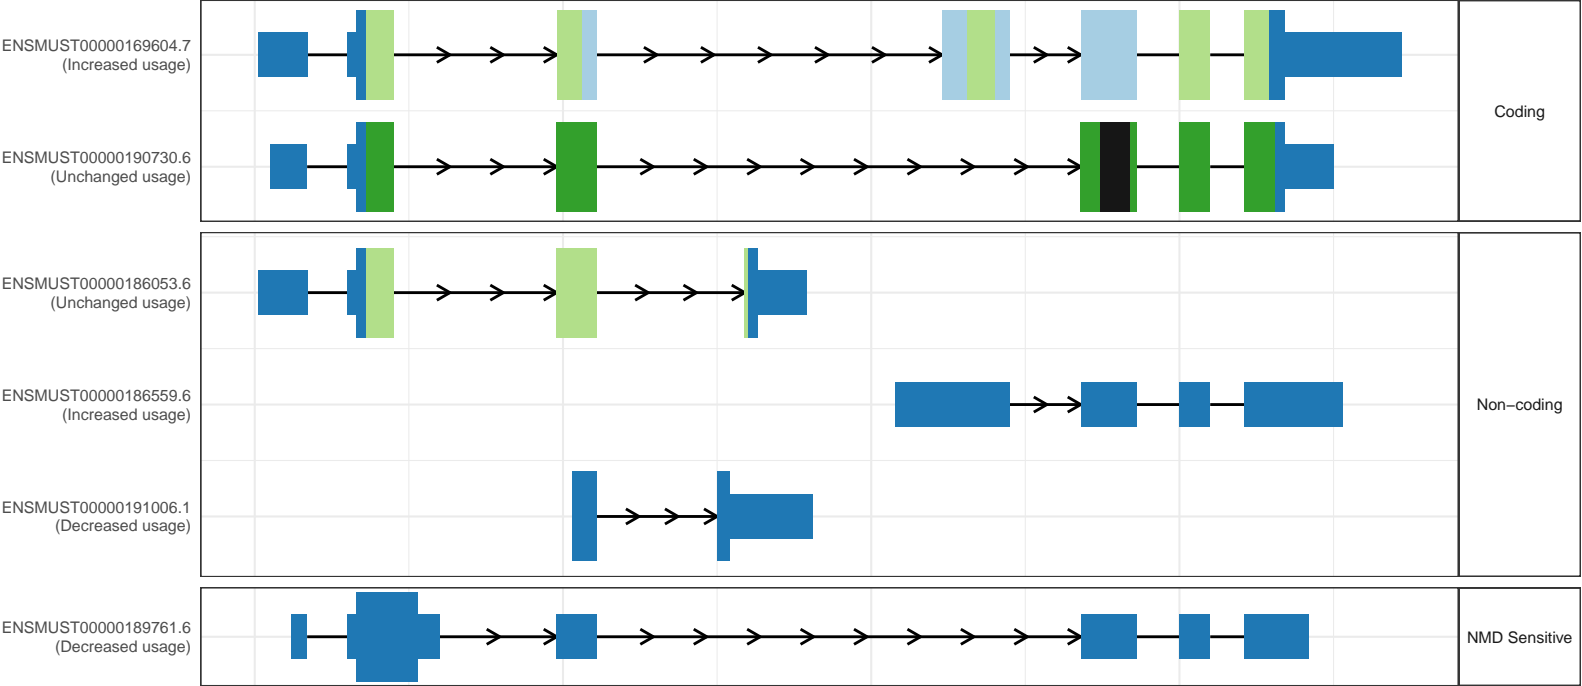 ENSMUST00000169604.7
(Increased usage)
ENSMUST00000190730.6
(Unchanged usage)
Coding
ENSMUST00000186053.6
(Unchanged usage)
ENSMUST00000186559.6
(Increased usage)
ENSMUST00000191006.1
(Decreased usage)
Non−coding
ENSMUST00000189761.6
(Decreased usage)
NMD Sensitive